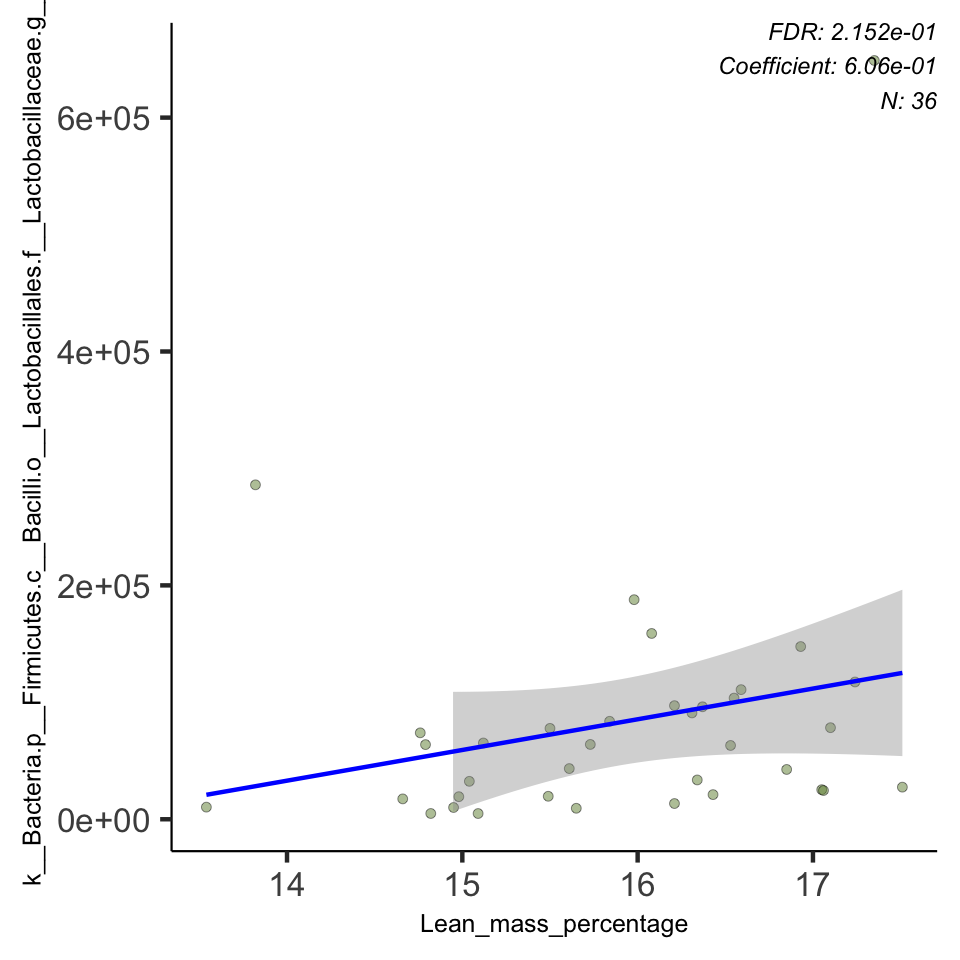 FDR: 2.152e-01
Coefficient: 6.06e-01
N: 36
k__Bacteria.p__Firmicutes.c__Bacilli.o__Lactobacillales.f__Lactobacillaceae.g_
6e+05
4e+05
2e+05
0e+00
14 15 16 17
Lean_mass_percentage